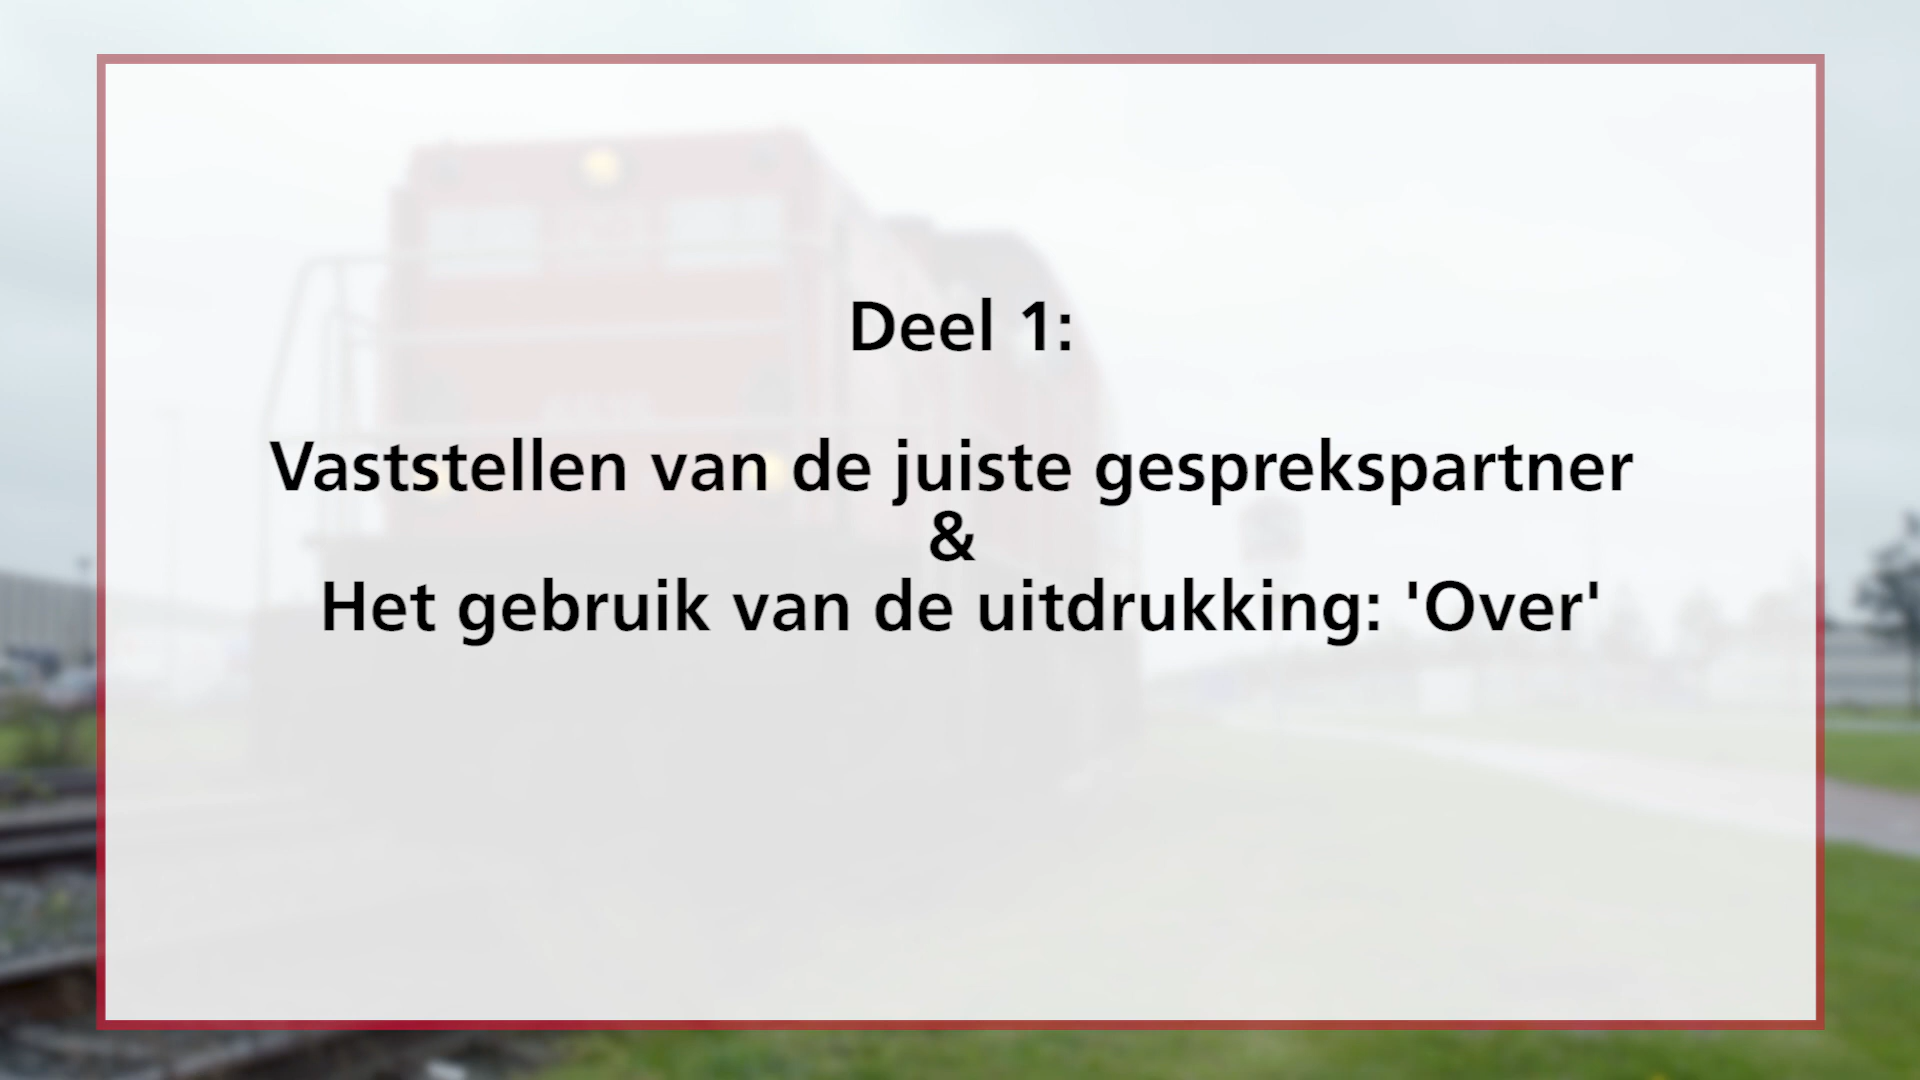 Deel 1:
Vaststellen van de juiste gesprekspartner
&
Het gebruik van de uitdrukking: 'Over'